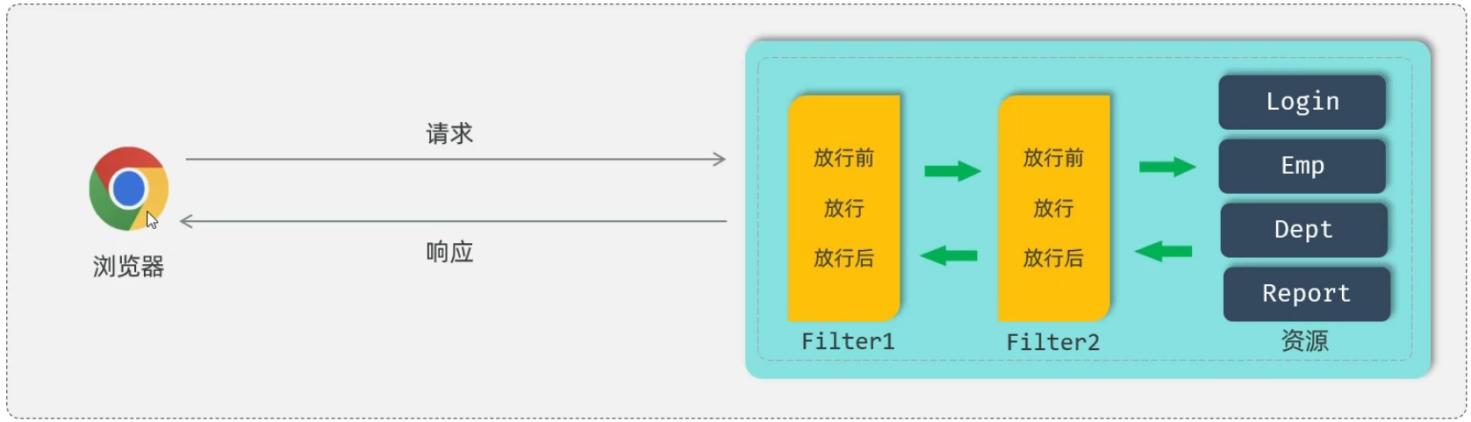 请求
响应
浏览器
放行前
放行
放行后
Filter1
放行前
放行
放行后
Filter2
Login
Emp
Dept
Report
资源